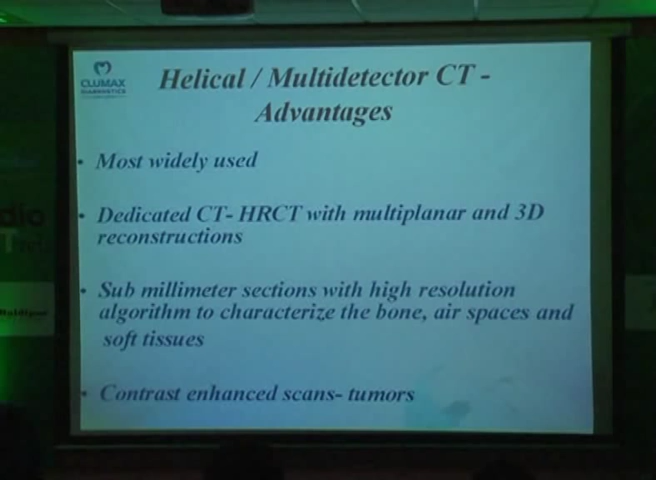 CLUMAX
DIAGNOSTICS
Helical / Multidetector CT -
Advantages
• Most widely used
• Dedicated CT- HRCT with multiplanar and 3D
reconstructions
• Sub millimeter sections with high resolution
algorithm to characterize the bone, air spaces and
soft tissues
• Contrast enhanced scans- tumors
dio